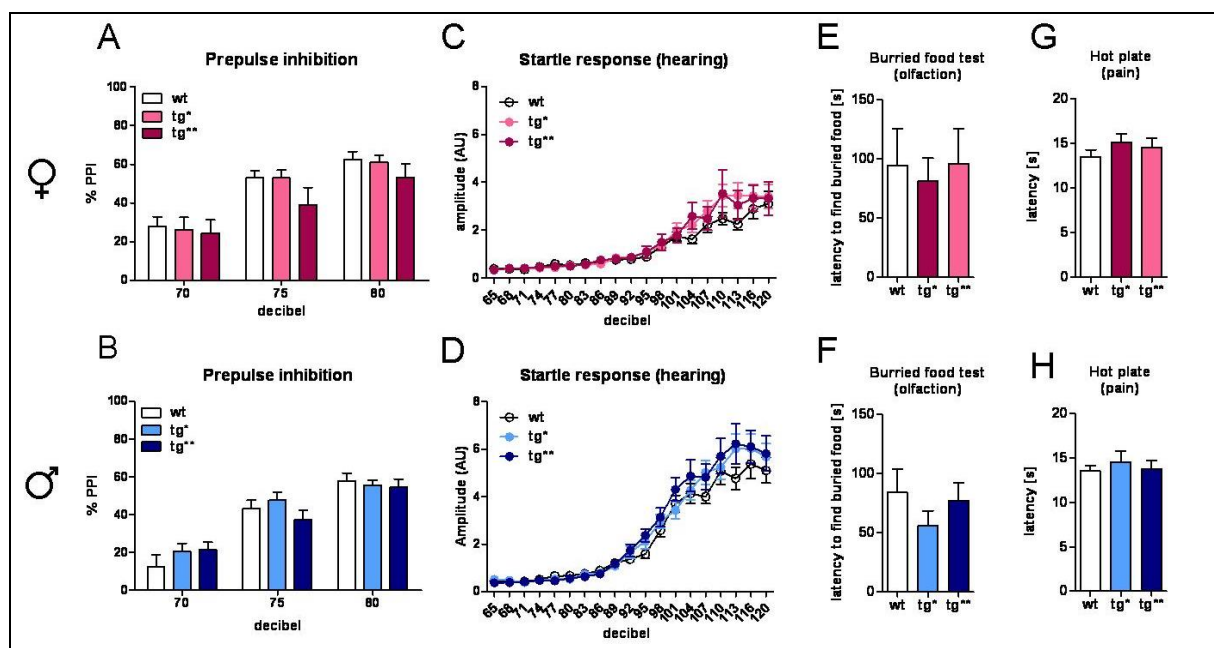 A
Prepulse inhibition
100
80
60
40
20
0
% PPI
wt
tg*
tg**
70
75
80
decibel
C
Startle response (hearing)
8
6
4
2
0
amplitude (AU)
wt
tg*
tg**
65
68
71
74
77
80
83
86
89
92
95
98
101
104
107
110
113
116
120
decibel
E
Burried food test
(olfaction)
150
100
50
0
latency to find buried food [s]
wt
tg*
tg**
G
Hot plate
(pain)
20
15
10
5
0
latency [s]
wt
tg*
tg**
♀
B
Prepulse inhibition
100
80
60
40
20
0
% PPI
wt
tg*
tg**
70
75
80
decibel
D
Startle response (hearing)
8
6
4
2
0
Amplitude (AU)
wt
tg*
tg**
65
68
71
74
77
80
83
86
89
92
95
98
101
104
107
110
113
116
120
decibel
F
Burried food test
(olfaction)
150
100
50
0
latency to find buried food [s]
wt
tg*
tg**
H
Hot plate
(pain)
20
15
10
5
0
latency [s]
wt
tg*
tg**
♂